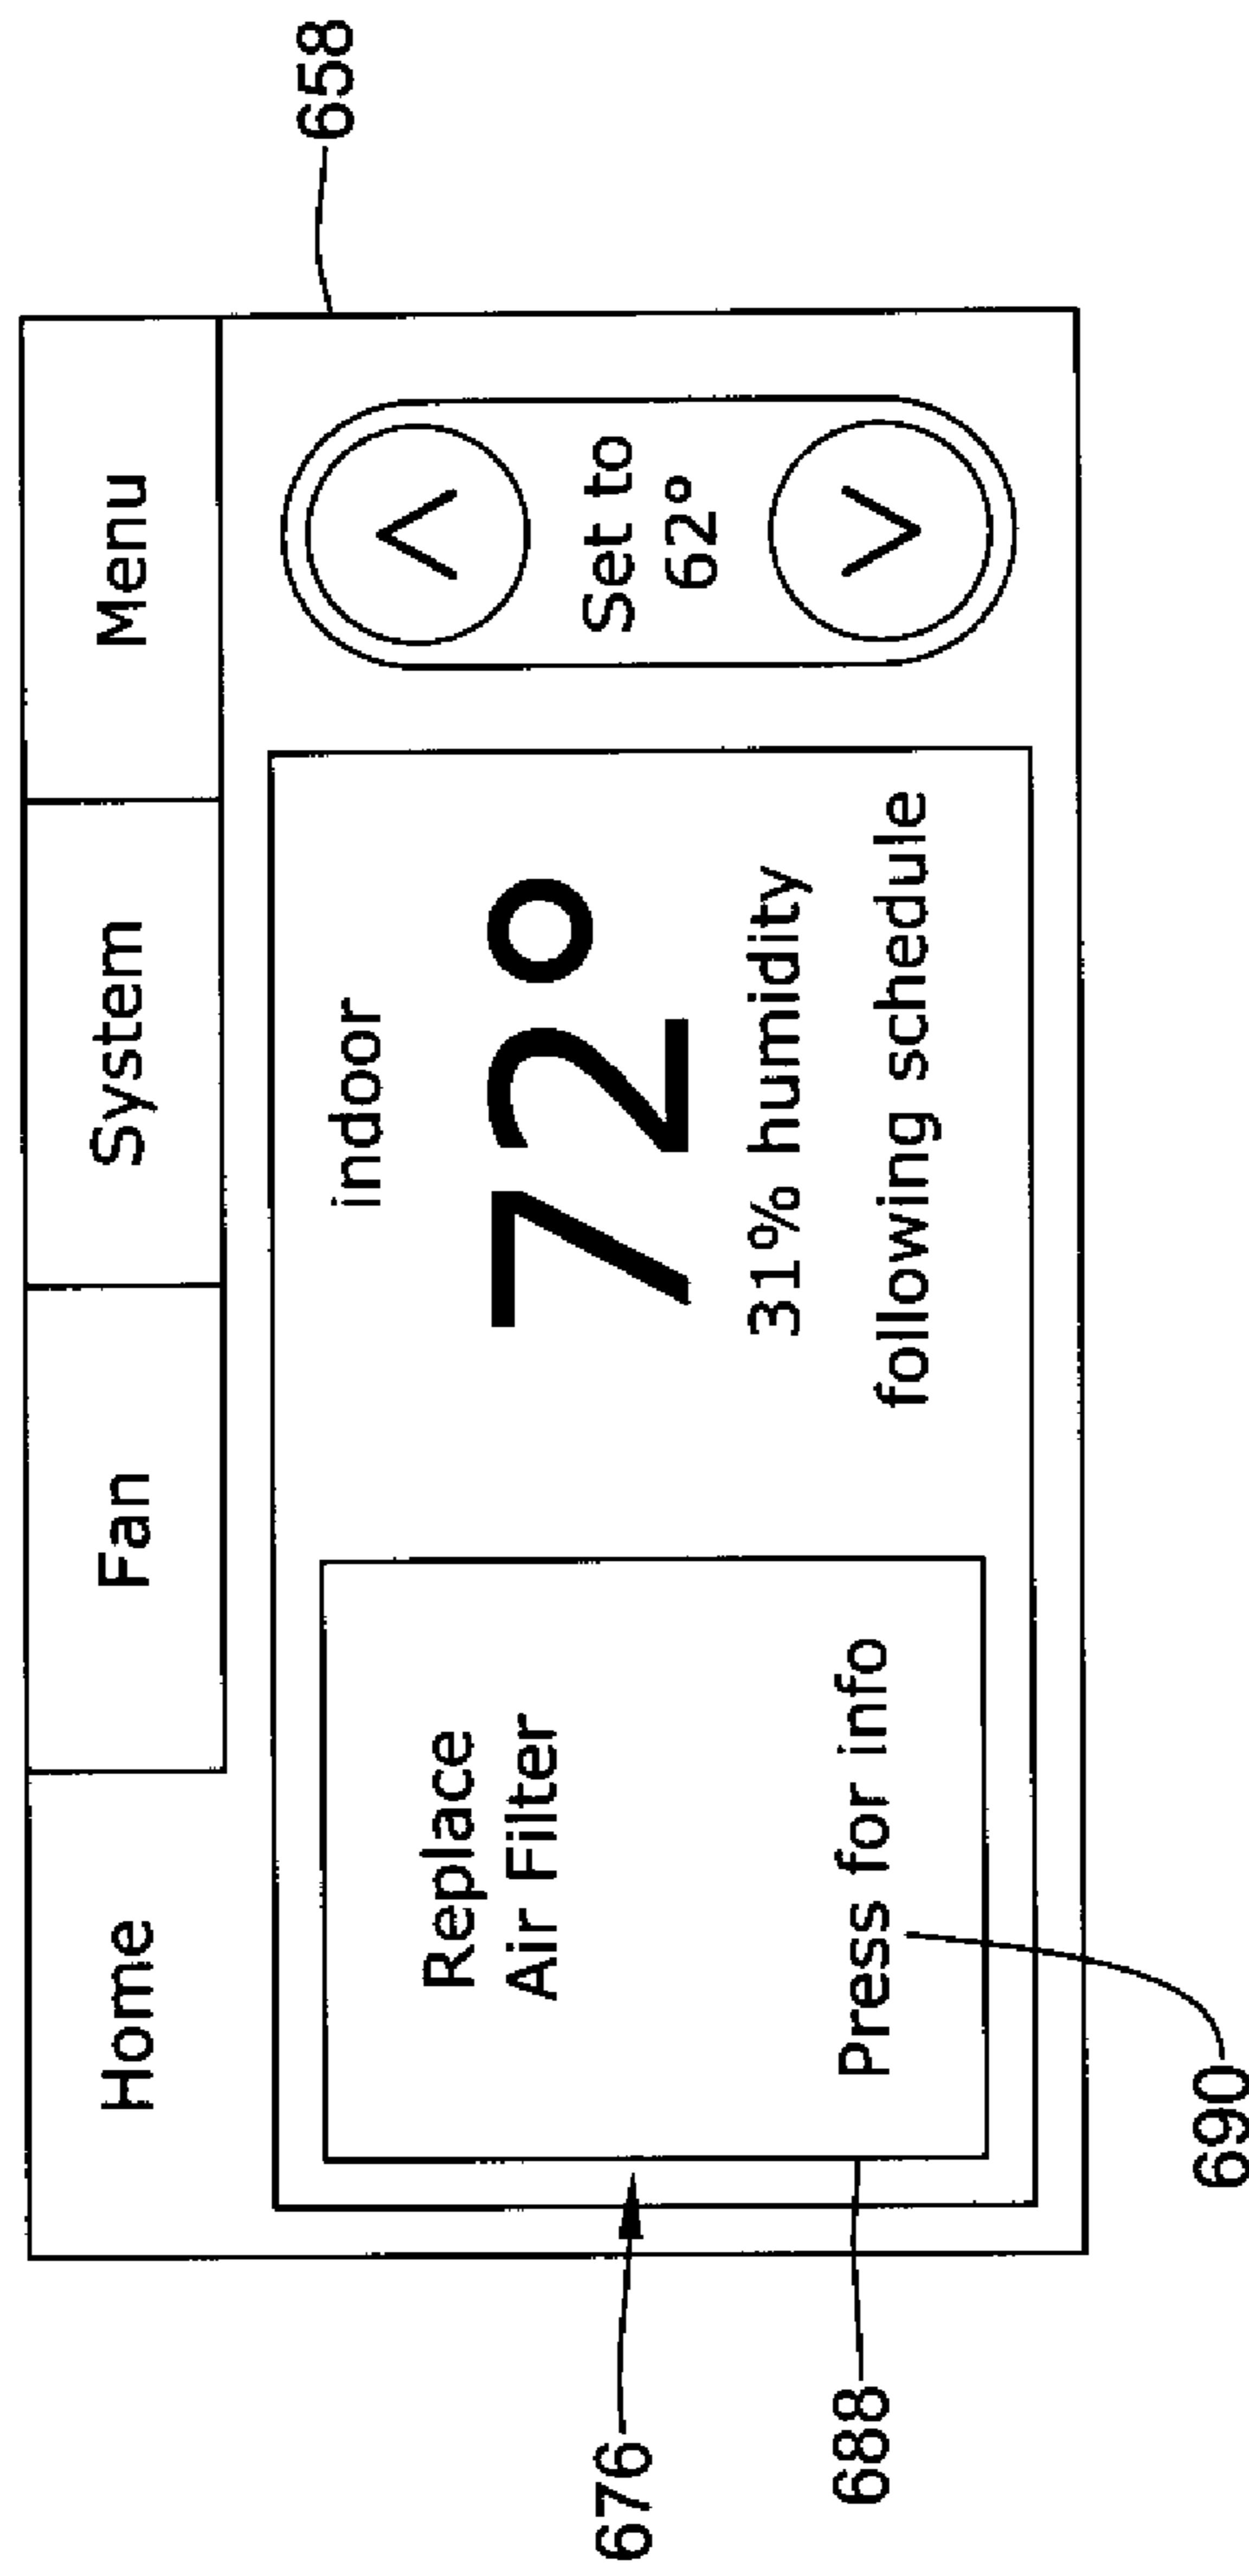 658
Home Fan System Menu
Replace
Air Filter
Press for info
indoor
72°
31% humidity
following schedule
Set to
62°
676
688
690